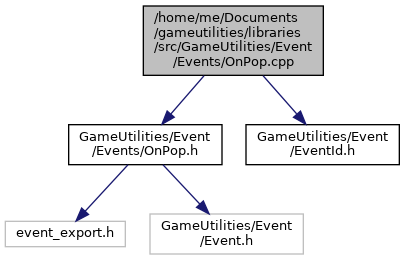 /home/me/Documents
/gameutilities/libraries
/src/GameUtilities/Event
/Events/OnPop.cpp
GameUtilities/Event
/Events/OnPop.h
GameUtilities/Event
/EventId.h
event_export.h
GameUtilities/Event
/Event.h